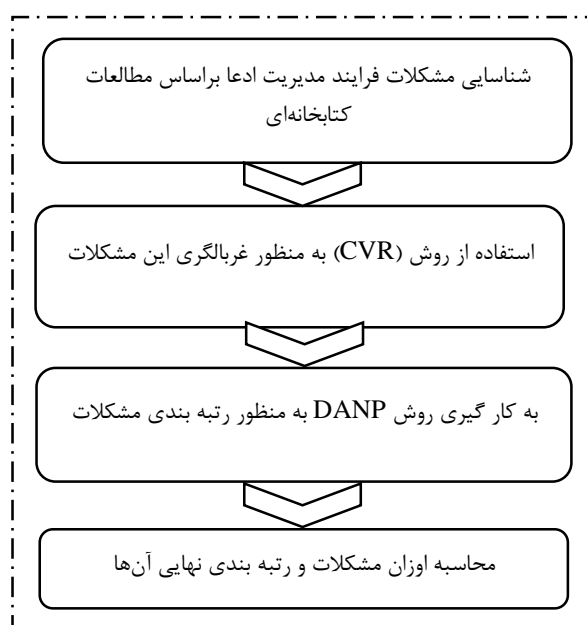 شناسایی مشکلات فرایند مدیریت ادعا براساس مطالعات
کتابخانه‌ای
استفاده از روش (CVR) به منظور غربالگری این مشکلات
به کار گیری روش DANP به منظور رتبه بندی مشکلات
محاسبه اوزان مشکلات و رتبه بندی نهایی آن‌ها